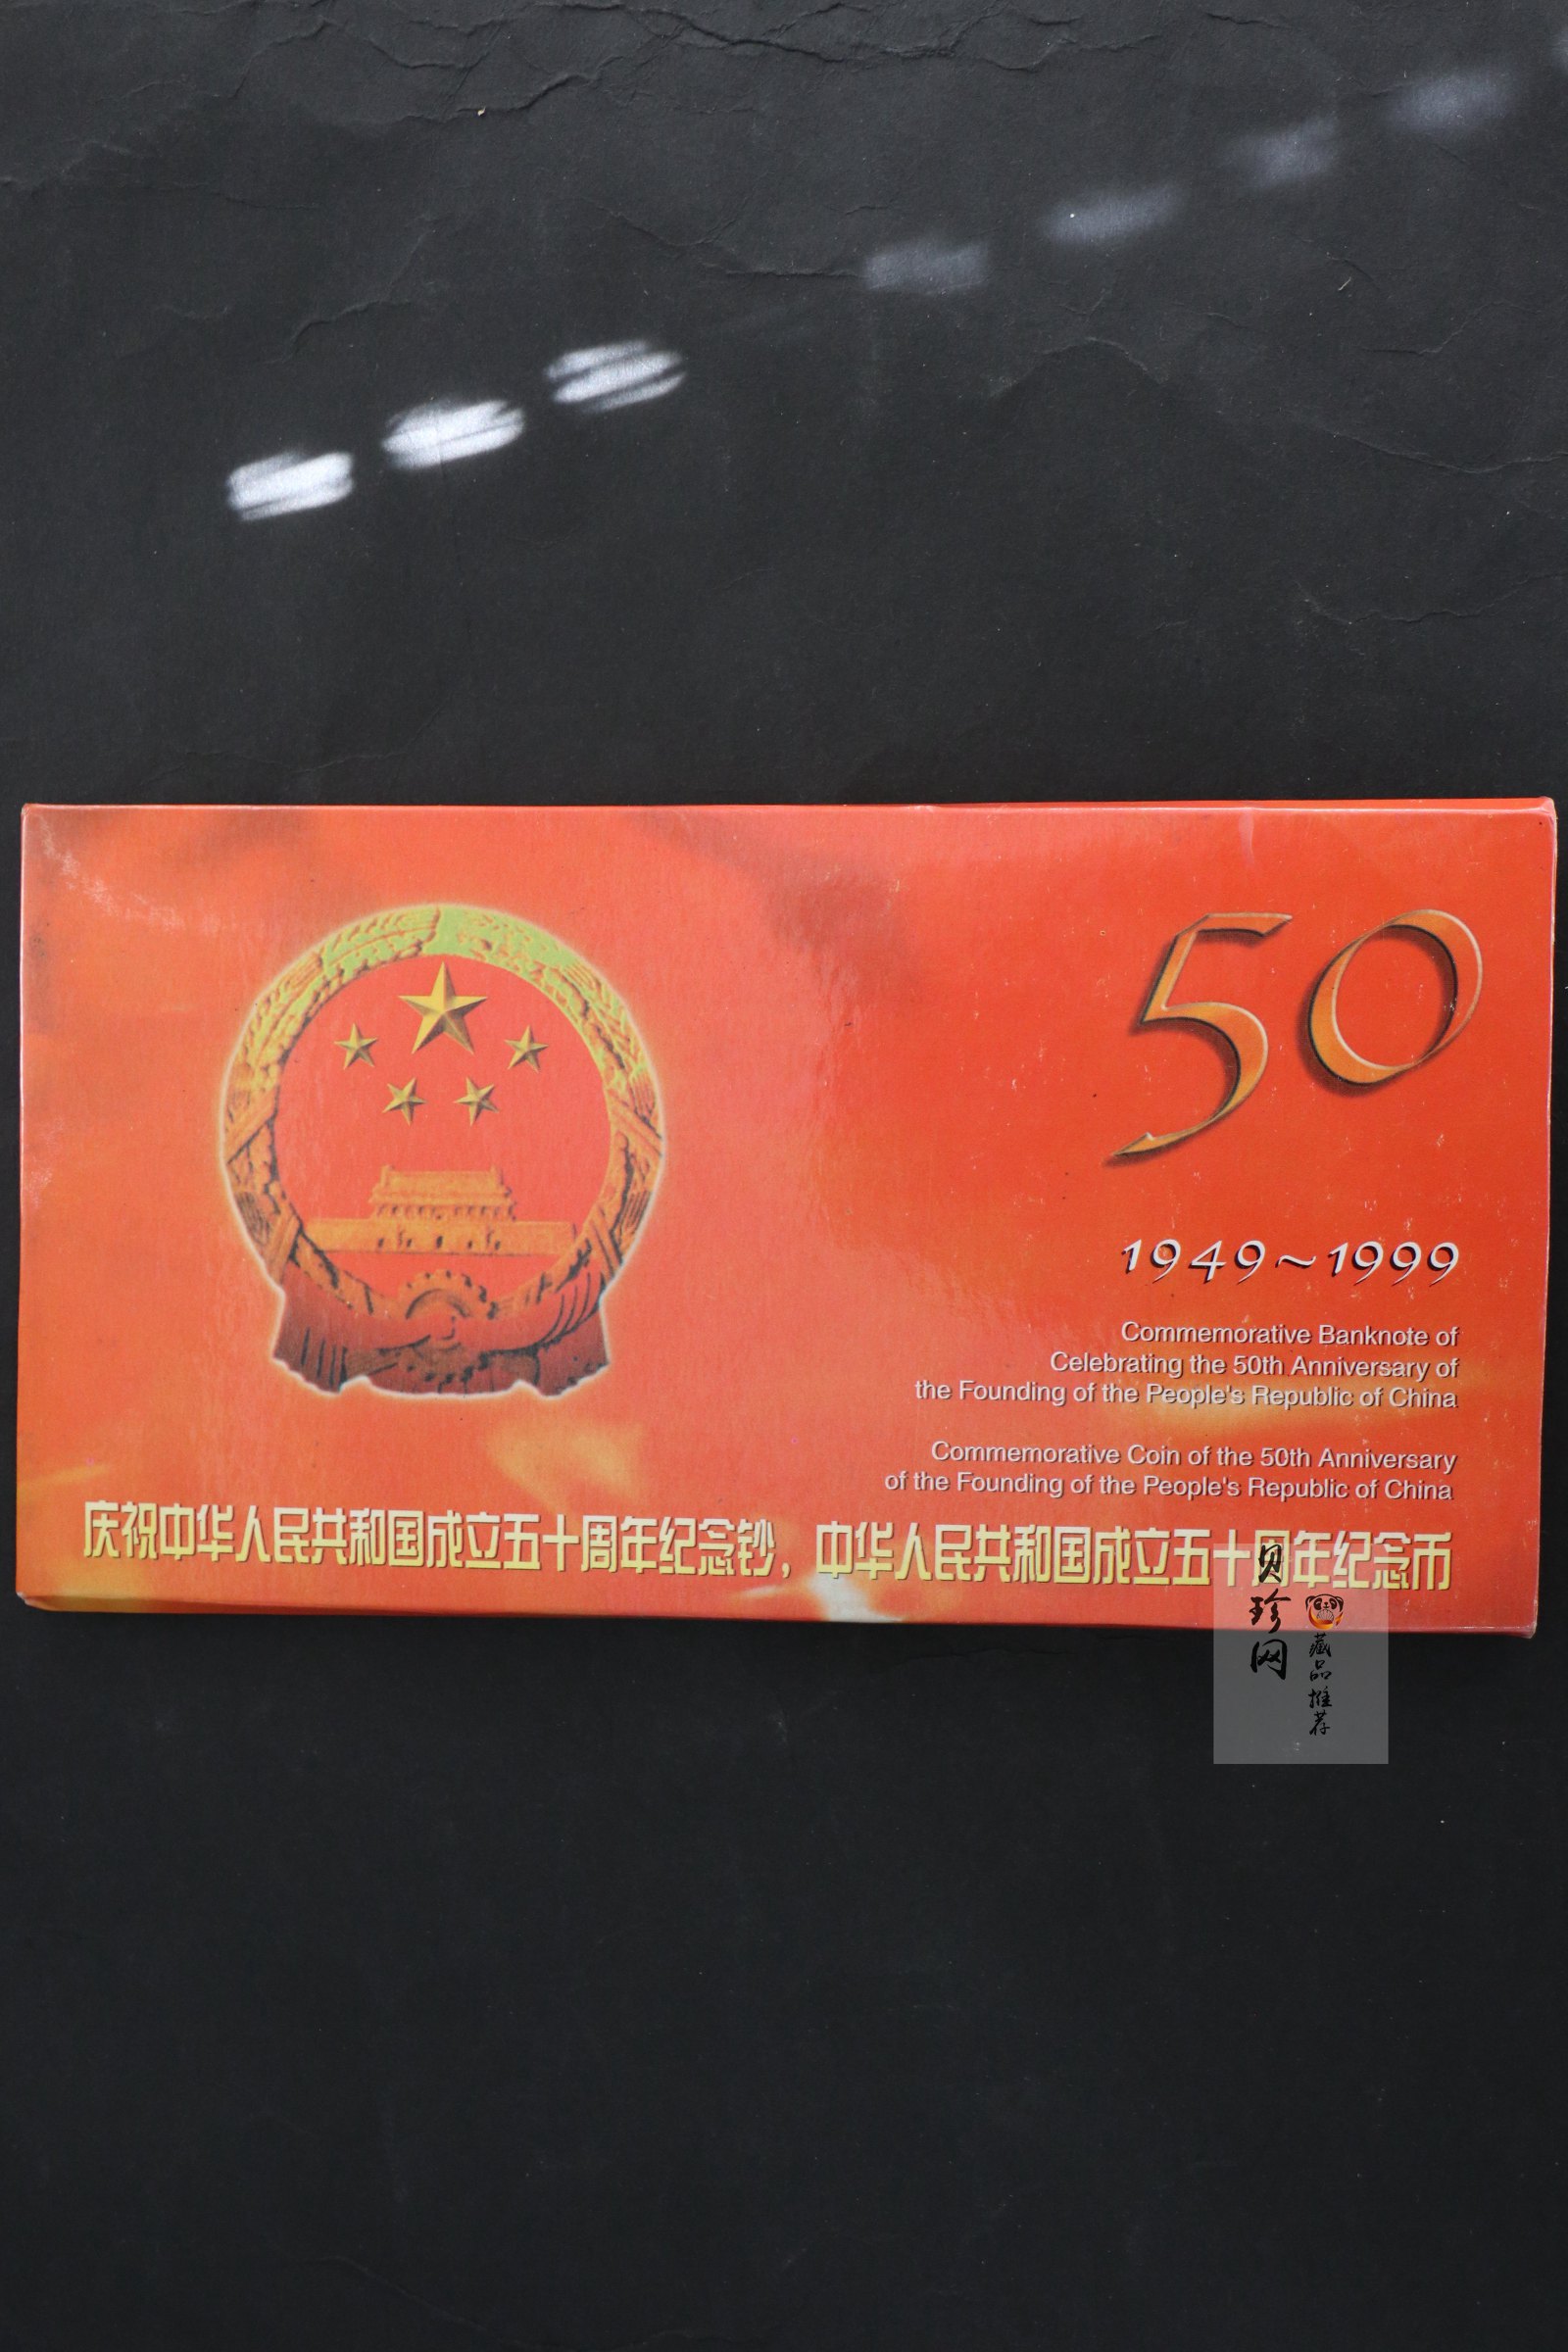 50
1949~1999
Commemorative Banknote of
Celebrating the 50th Anniversary of
the Founding of the People's Republic of China
Commemorative Coin of the 50th Anniversary
of the Founding of the People's Republic of China
庆祝中华人民共和国成立五十周年纪念钞，中华人民共和国成立五十周年纪念币
贝珍网
藏品推荐